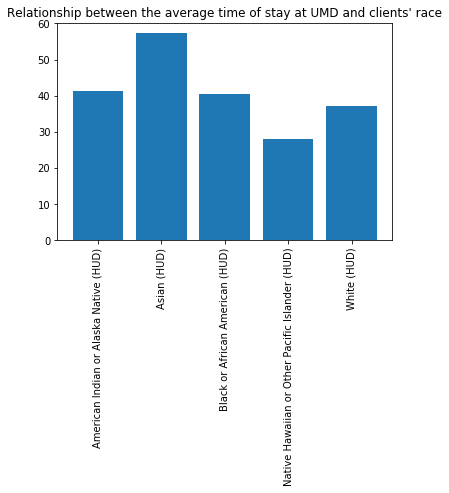 Relationship between the average time of stay at UMD and clients' race
60
50
40
30
20
10
0
American Indian or Alaska Native (HUD)
Asian (HUD)
Black or African American (HUD)
Native Hawaiian or Other Pacific Islander (HUD)
White (HUD)